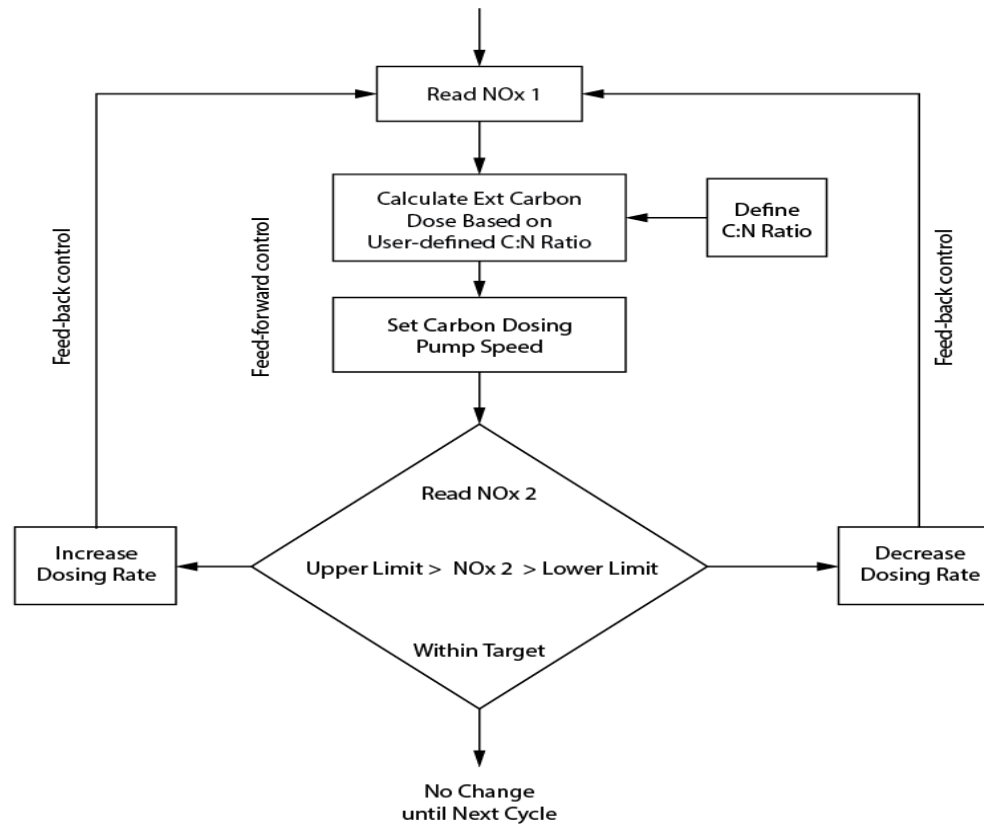 Read NOx 1
Calculate Ext Carbon
Dose Based on
User-defined C:N Ratio
Define
C:N Ratio
Feed-back control
Feed-forward control
Feed-back control
Set Carbon Dosing
Pump Speed
Read NOx 2
Increase
Dosing Rate
Upper Limit > NOx 2 > Lower Limit
Decrease
Dosing Rate
Within Target
No Change
until Next Cycle